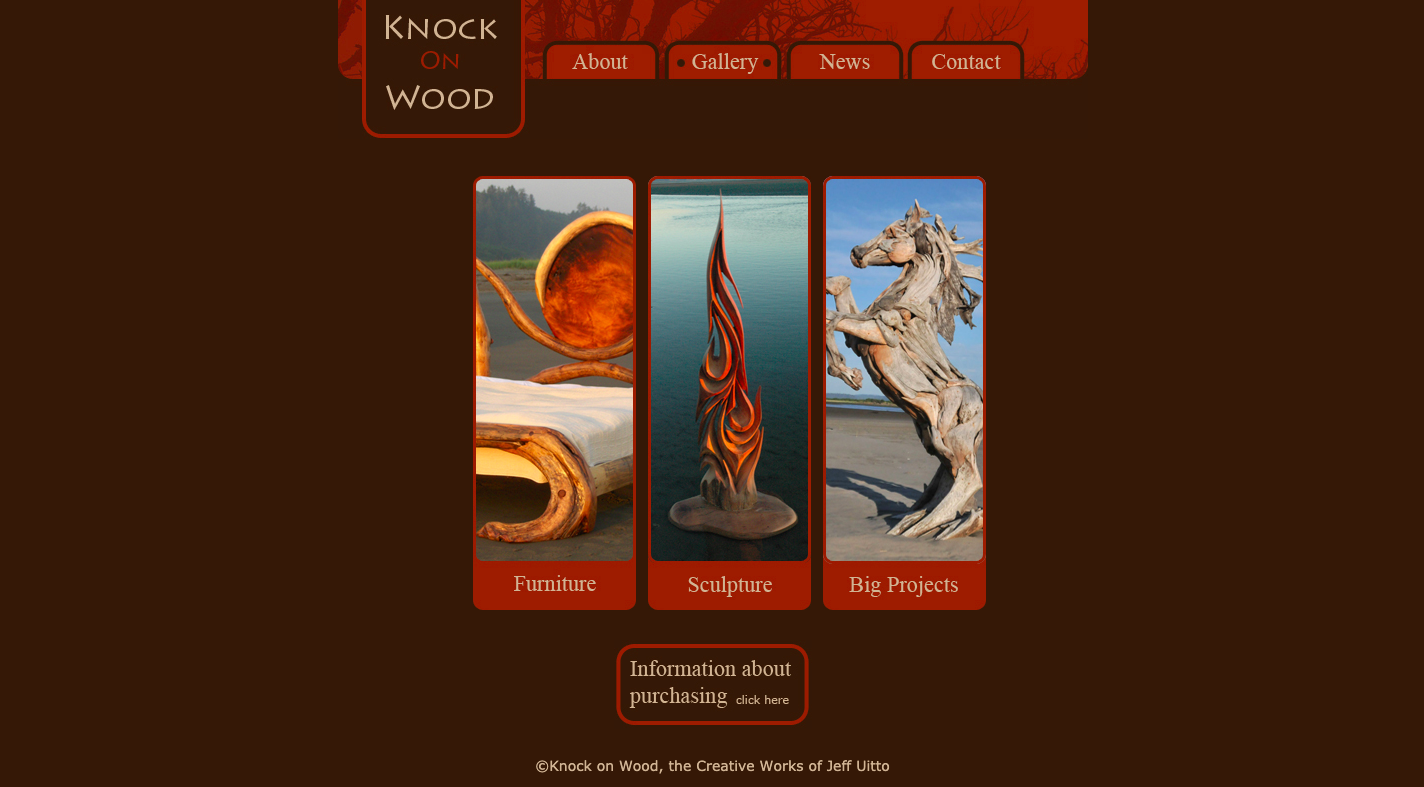 Knock
On
Wood
About
Gallery
News
Contact
Furniture
Sculpture
Big Projects
Information about
purchasing click here
©Knock on Wood, the Creative Works of Jeff Uitto